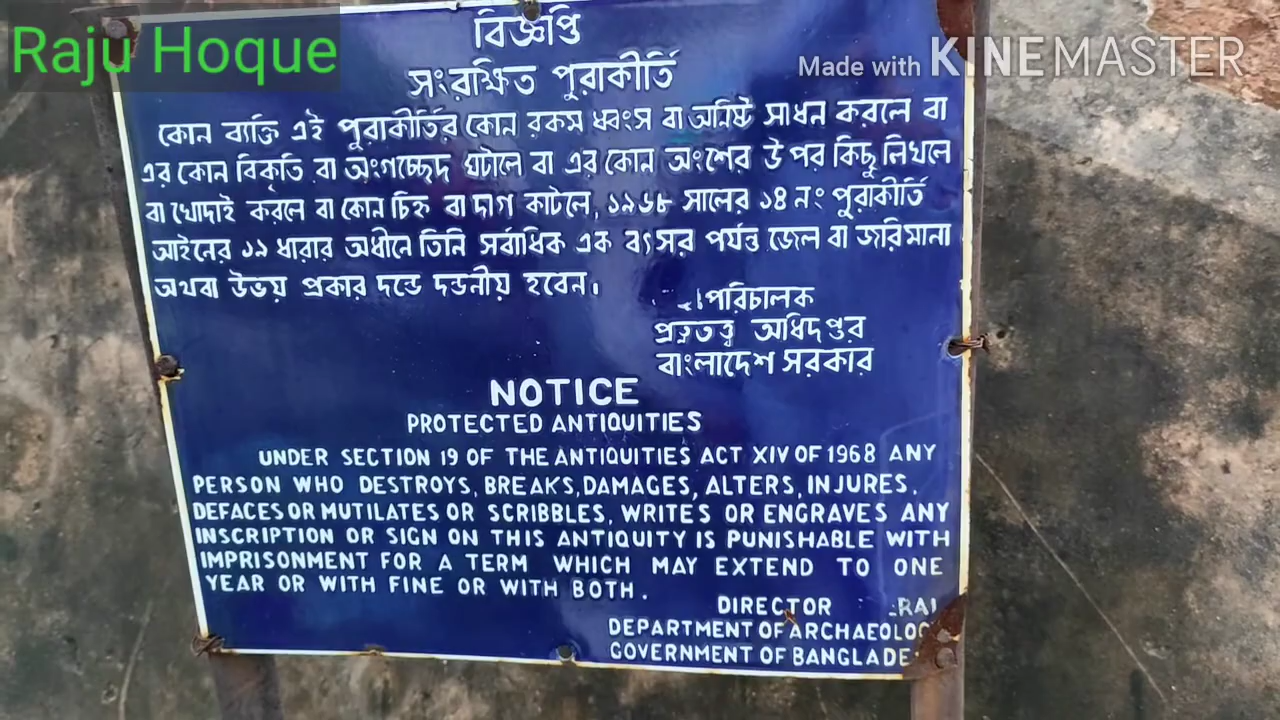 Raju Hoque
Made with KINEMASTER
বিজ্ঞপ্তি
সংরক্ষিত পুরাকীর্তি
কোন ব্যক্তি এই পুরাকীর্তির কোন রকম ধ্বংস বা অনিষ্ট সাধন করলে বা
এর কোন বিকৃতি বা অংগচ্ছেদ ঘটালে বা এর কোন অংশের উপর কিছু লিখলে
বা খোদাই করলে বা কোন চিহ্ন বা দাগ কাটলে, ১৯৬৮ সালের ১৪ নং পুরাকীর্তি
আইনের ১৯ ধারার অধীনে তিনি সর্বাধিক এক বৎসর পর্যন্ত জেল বা জরিমানা
অথবা উভয় প্রকার দন্ডে দন্ডনীয় হবেন।
পরিচালক
প্রত্নতত্ত্ব অধিদপ্তর
বাংলাদেশ সরকার
NOTICE
PROTECTED ANTIQUITIES
UNDER SECTION 19 OF THE ANTIQUITIES ACT XIV OF 1968 ANY
PERSON WHO DESTROYS, BREAKS, DAMAGES, ALTERS, INJURES,
DEFACES OR MUTILATES OR SCRIBBLES, WRITES OR ENGRAVES ANY
INSCRIPTION OR SIGN ON THIS ANTIQUITY IS PUNISHABLE WITH
IMPRISONMENT FOR A TERM WHICH MAY EXTEND TO ONE
YEAR OR WITH FINE OR WITH BOTH.
DIRECTOR
DEPARTMENT OF
GOVERNMENT OF